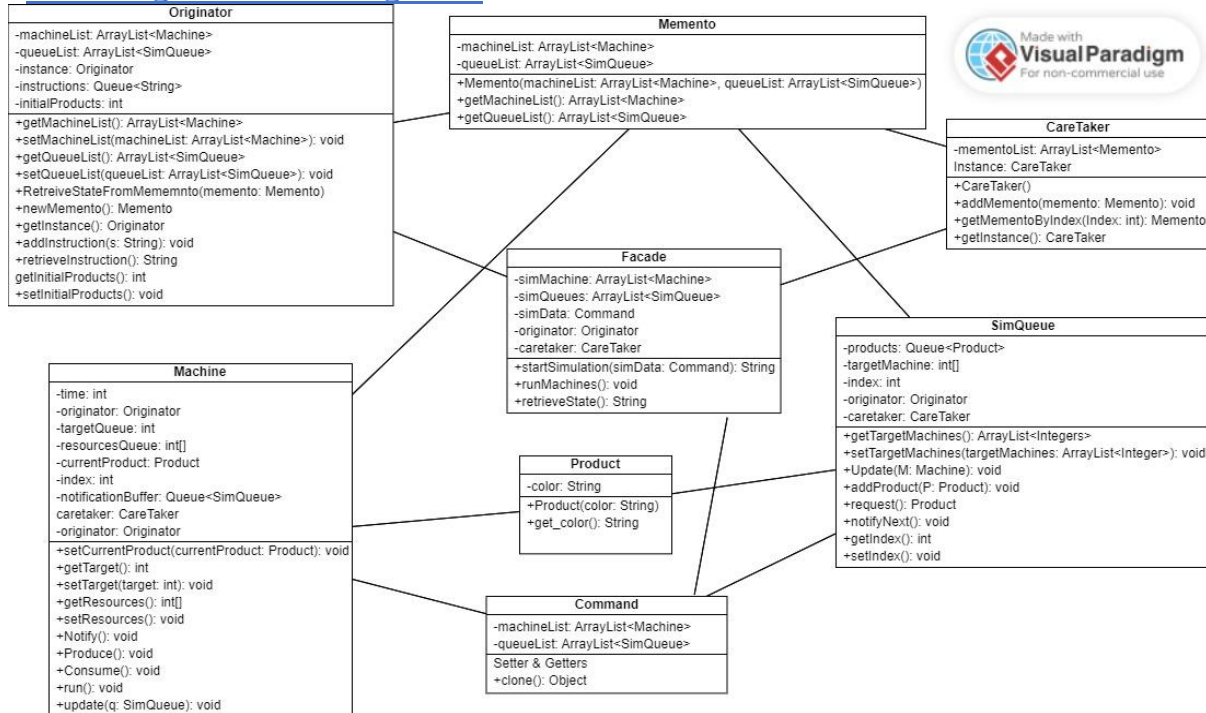 Originator
-machineList: ArrayList<Machine>
-queueList: ArrayList<SimQueue>
-instance: Originator
-instructions: Queue<String>
-initialProducts: int
+getMachineList(): ArrayList<Machine>
+setMachineList(machineList: ArrayList<Machine>): void
+getQueueList(): ArrayList<SimQueue>
+setQueueList(queueList: ArrayList<SimQueue>): void
+RetreiveStateFromMememnto(memento: Memento)
+newMemento(): Memento
+getInstance(): Originator
+addInstruction(s: String): void
+retrieveInstruction(): String
getInitialProducts(): int
+setInitialProducts(): void
Memento
-machineList: ArrayList<Machine>
-queueList: ArrayList<SimQueue>
+Memento(machineList: ArrayList<Machine>, queueList: ArrayList<SimQueue>)
+getMachineList(): ArrayList<Machine>
+getQueueList(): ArrayList<SimQueue>
Made with
Visual Paradigm
For non-commercial use
CareTaker
-mementoList: ArrayList<Memento>
Instance: CareTaker
+CareTaker()
+addMemento(memento: Memento): void
+getMementoByIndex(Index: int): Memento
+getInstance(): CareTaker
Facade
-simMachine: ArrayList<Machine>
-simQueues: ArrayList<SimQueue>
-simData: Command
-originator: Originator
-caretaker: CareTaker
+startSimulation(simData: Command): String
+runMachines(): void
+retrieveState(): String
SimQueue
-products: Queue<Product>
-targetMachine: int[]
-index: int
-originator: Originator
-caretaker: CareTaker
+getTargetMachines(): ArrayList<Integers>
+setTargetMachines(targetMachines: ArrayList<Integer>): void
+Update(M: Machine): void
+addProduct(P: Product): void
+request(): Product
+notifyNext(): void
+getIndex(): int
+setIndex(): void
Machine
-time: int
-originator: Originator
-targetQueue: int
-resourcesQueue: int[]
-currentProduct: Product
-index: int
-notificationBuffer: Queue<SimQueue>
caretaker: CareTaker
-originator: Originator
+setCurrentProduct(currentProduct: Product): void
+getTarget(): int
+setTarget(target: int): void
+getResources(): int[]
+setResources(): void
+Notify(): void
+Produce(): void
+Consume(): void
+run(): void
+update(q: SimQueue): void
Product
-color: String
+Product(color: String)
+get_color(): String
Command
-machineList: ArrayList<Machine>
-queueList: ArrayList<SimQueue>
Setter & Getters
+clone(): Object